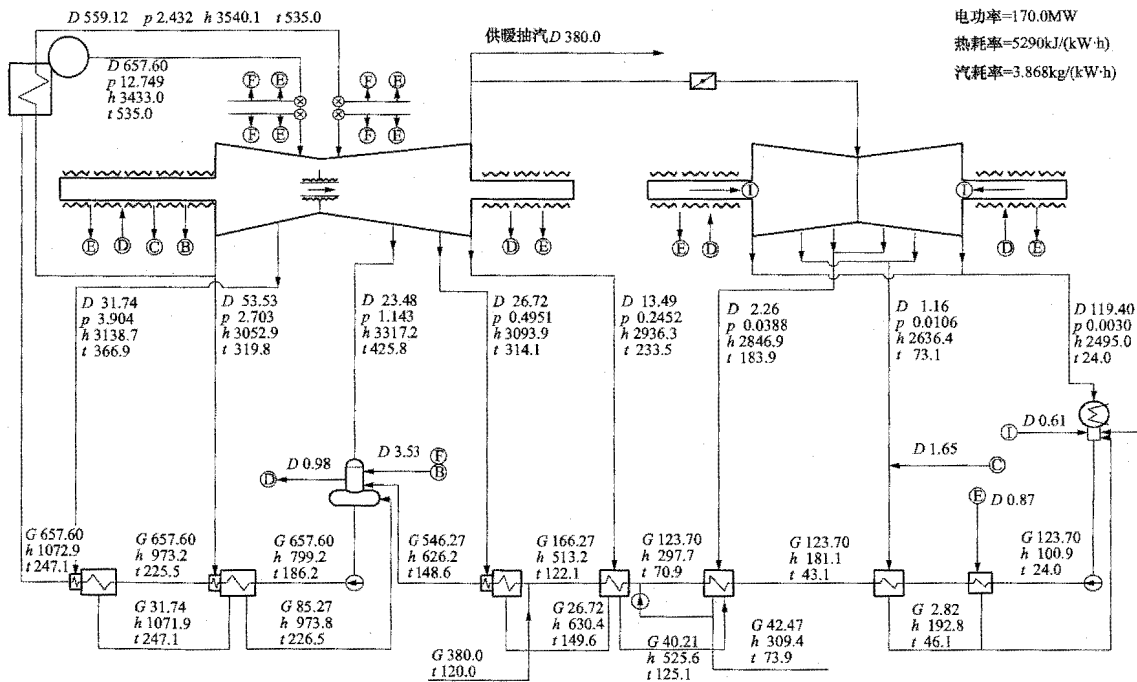 D 559.12 p 2.432 h 3540.1 t 535.0
电功率=170.0MW
热耗率=5290kJ/(kW·h)
汽耗率=3.868kg/(kW·h)
供暖抽汽D 380.0
D 657.60
p 12.749
h 3433.0
t 535.0
F B F B
F E F E
E D C B
D E
E D
I I
D E
D 31.74
p 3.904
h 3138.7
t 366.9
D 53.53
p 2.703
h 3052.9
t 319.8
D 23.48
p 1.143
h 3317.2
t 425.8
D 26.72
p 0.4951
h 3093.9
t 314.1
D 13.49
p 0.2452
h 2936.3
t 233.5
D 2.26
p 0.0388
h 2846.9
t 183.9
D 1.16
p 0.0106
h 2636.4
t 73.1
D 119.40
p 0.0030
h 2495.0
t 24.0
I D 0.61
D D 0.98
D 3.53 F
B
D 1.65 C
E D 0.87
G 657.60
h 1072.9
t 247.1
G 657.60
h 973.2
t 225.5
G 657.60
h 799.2
t 186.2
G 546.27
h 626.2
t 148.6
G 166.27
h 513.2
t 122.1
G 123.70
h 297.7
t 70.9
G 123.70
h 181.1
t 43.1
G 123.70
h 100.9
t 24.0
G 31.74
h 1071.9
t 247.1
G 85.27
h 973.8
t 226.5
G 380.0
t 120.0
G 26.72
h 630.4
t 149.6
G 40.21
h 525.6
t 125.1
G 42.47
h 309.4
t 73.9
G 2.82
h 192.8
t 46.1